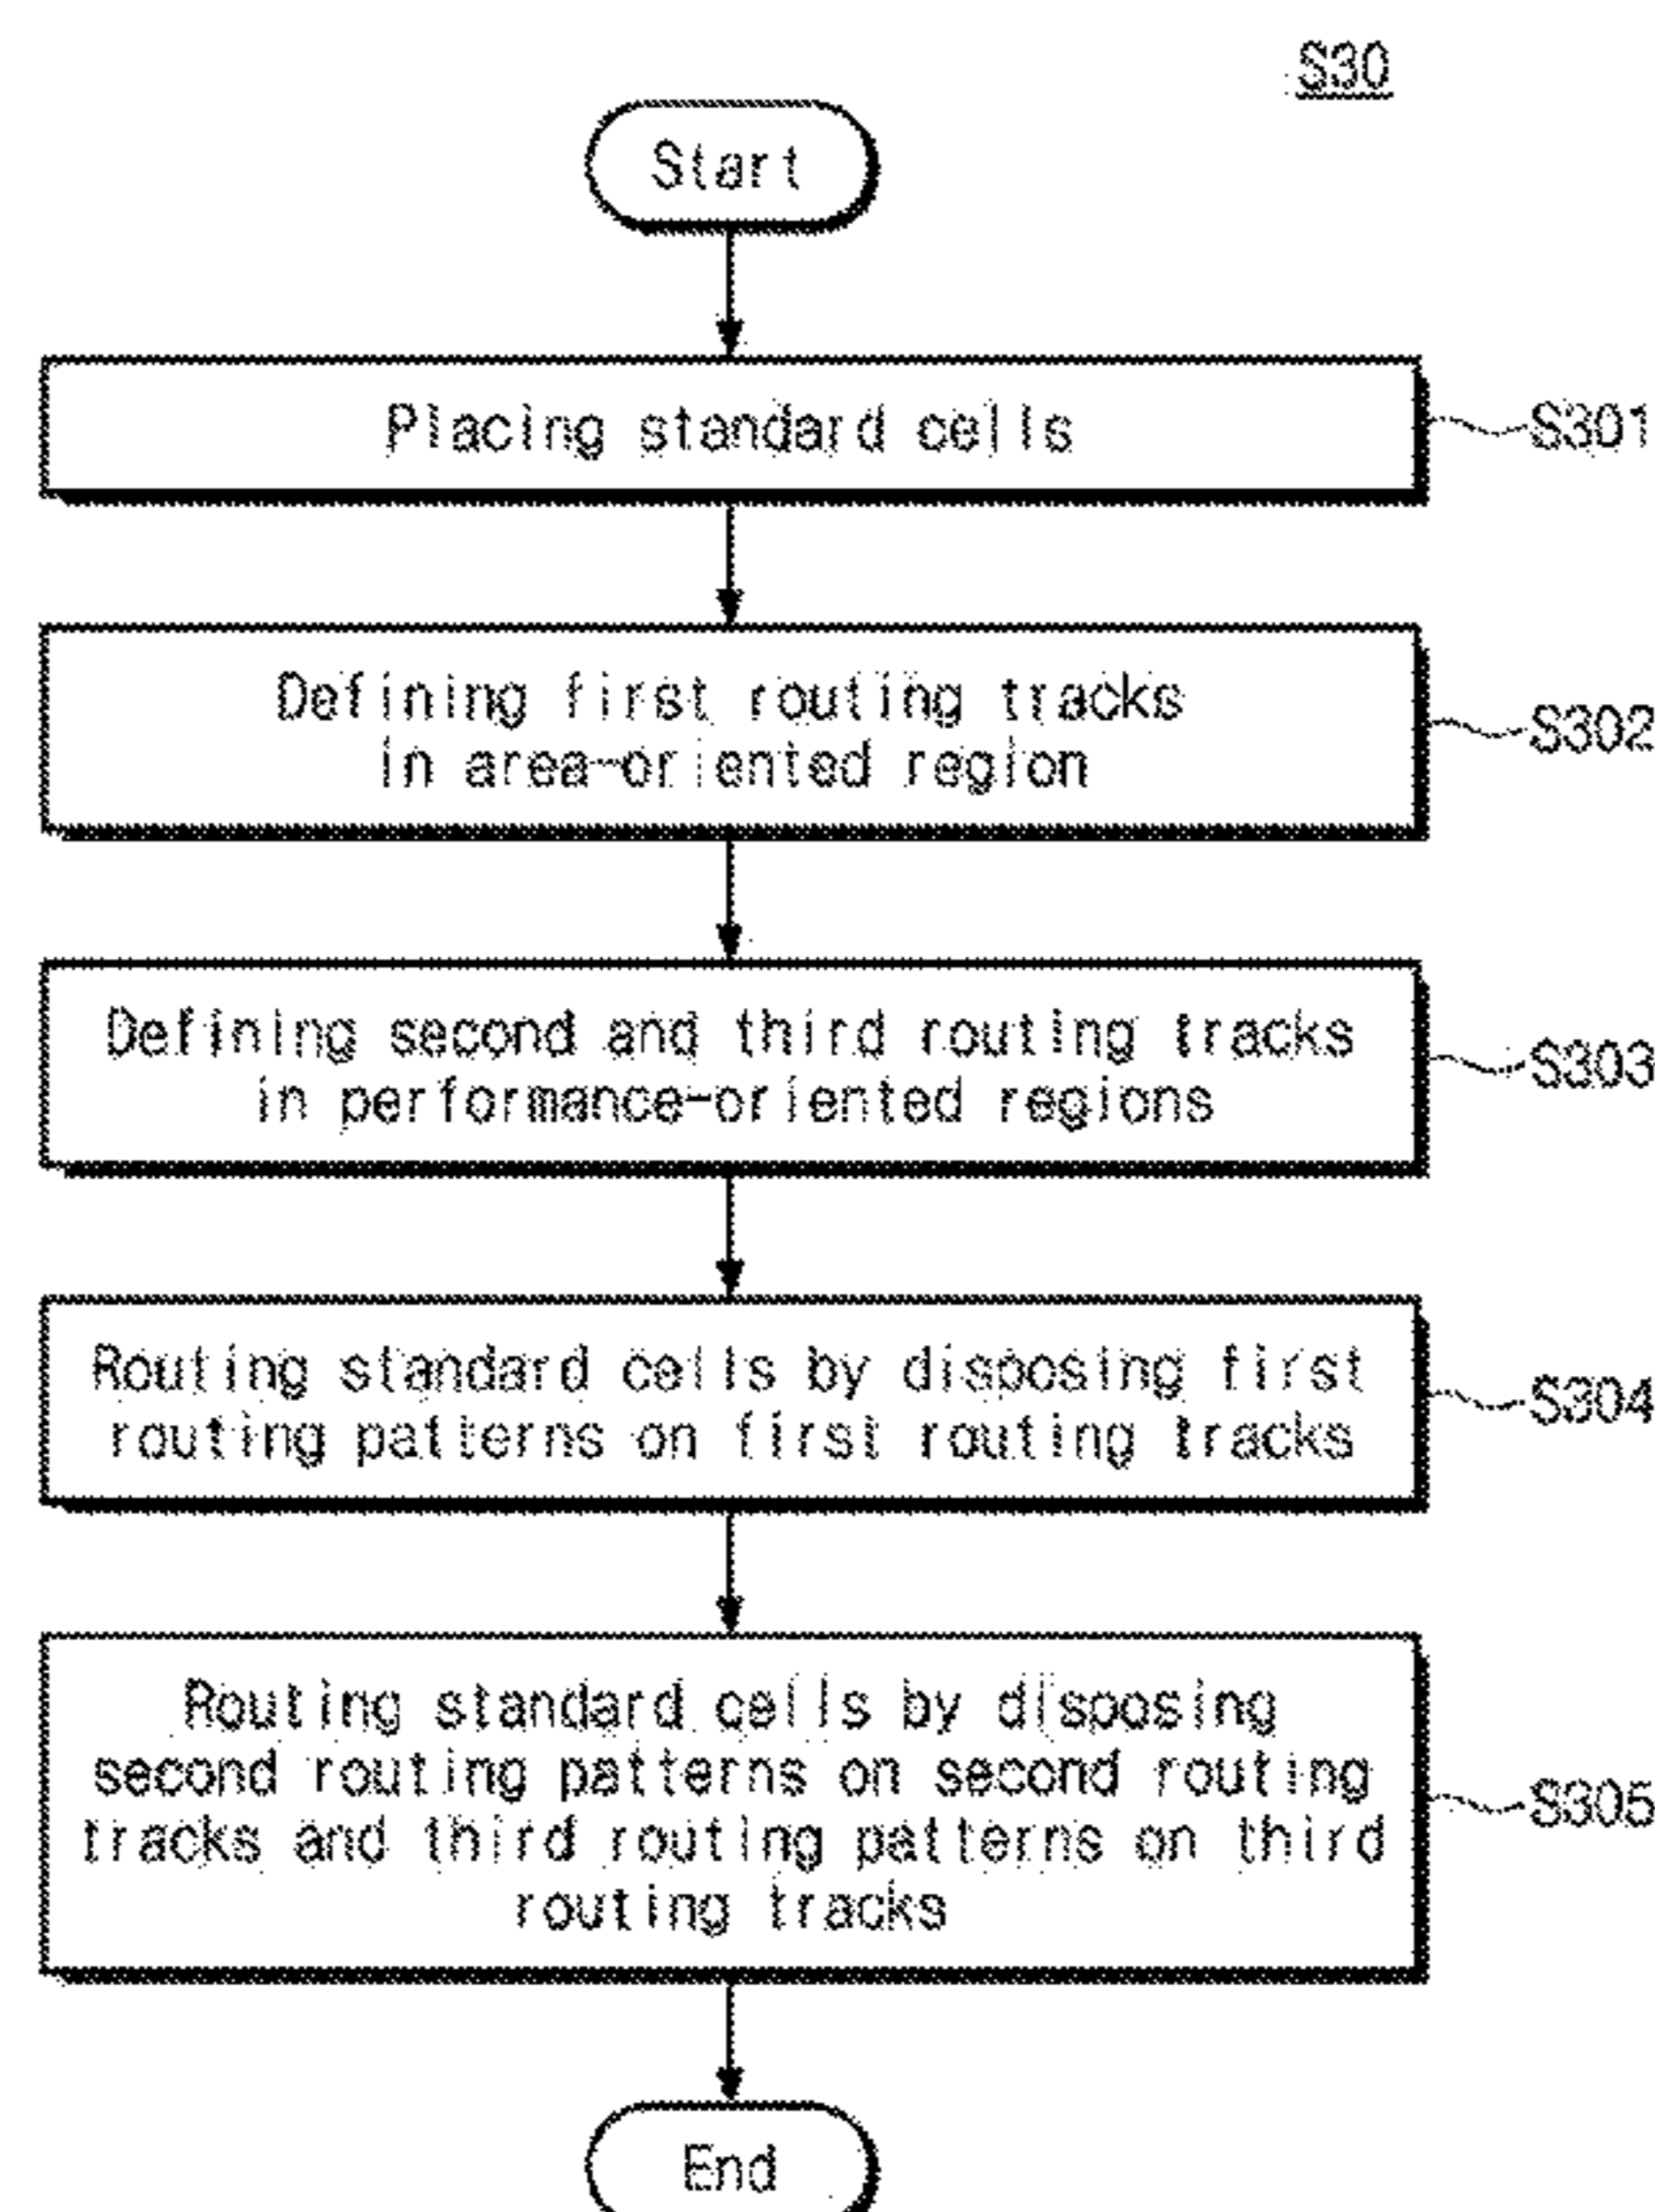 S30
Start
Placing standard cells
S301
Defining first routing tracks
in area-oriented region
S302
Defining second and third routing tracks
in performance-oriented regions
S303
Routing standard cells by disposing first
routing patterns on first routing tracks
S304
Routing standard cells by disposing
second routing patterns on second routing
tracks and third routing patterns on third
routing tracks
S305
End